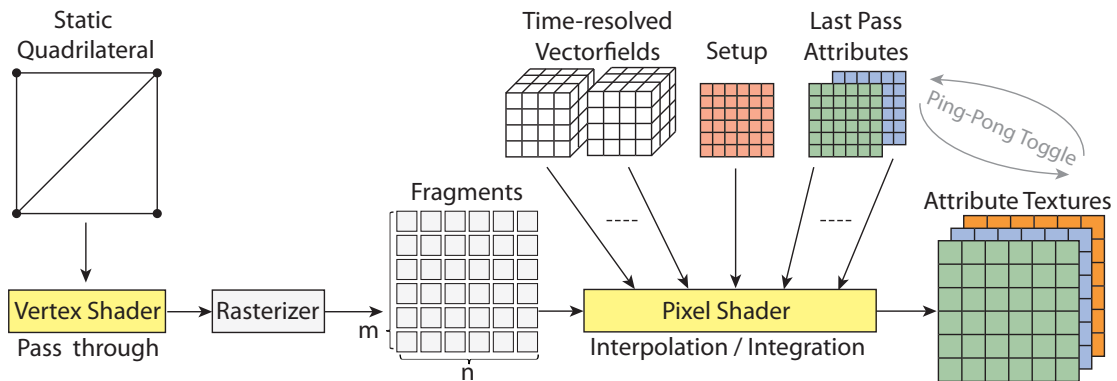 Static
Quadrilateral
Time-resolved
Vectorfields
Setup
Last Pass
Attributes
Ping-Pong Toggle
Fragments
Attribute Textures
Vertex Shader
Rasterizer
m
Pixel Shader
Pass through
n
Interpolation / Integration